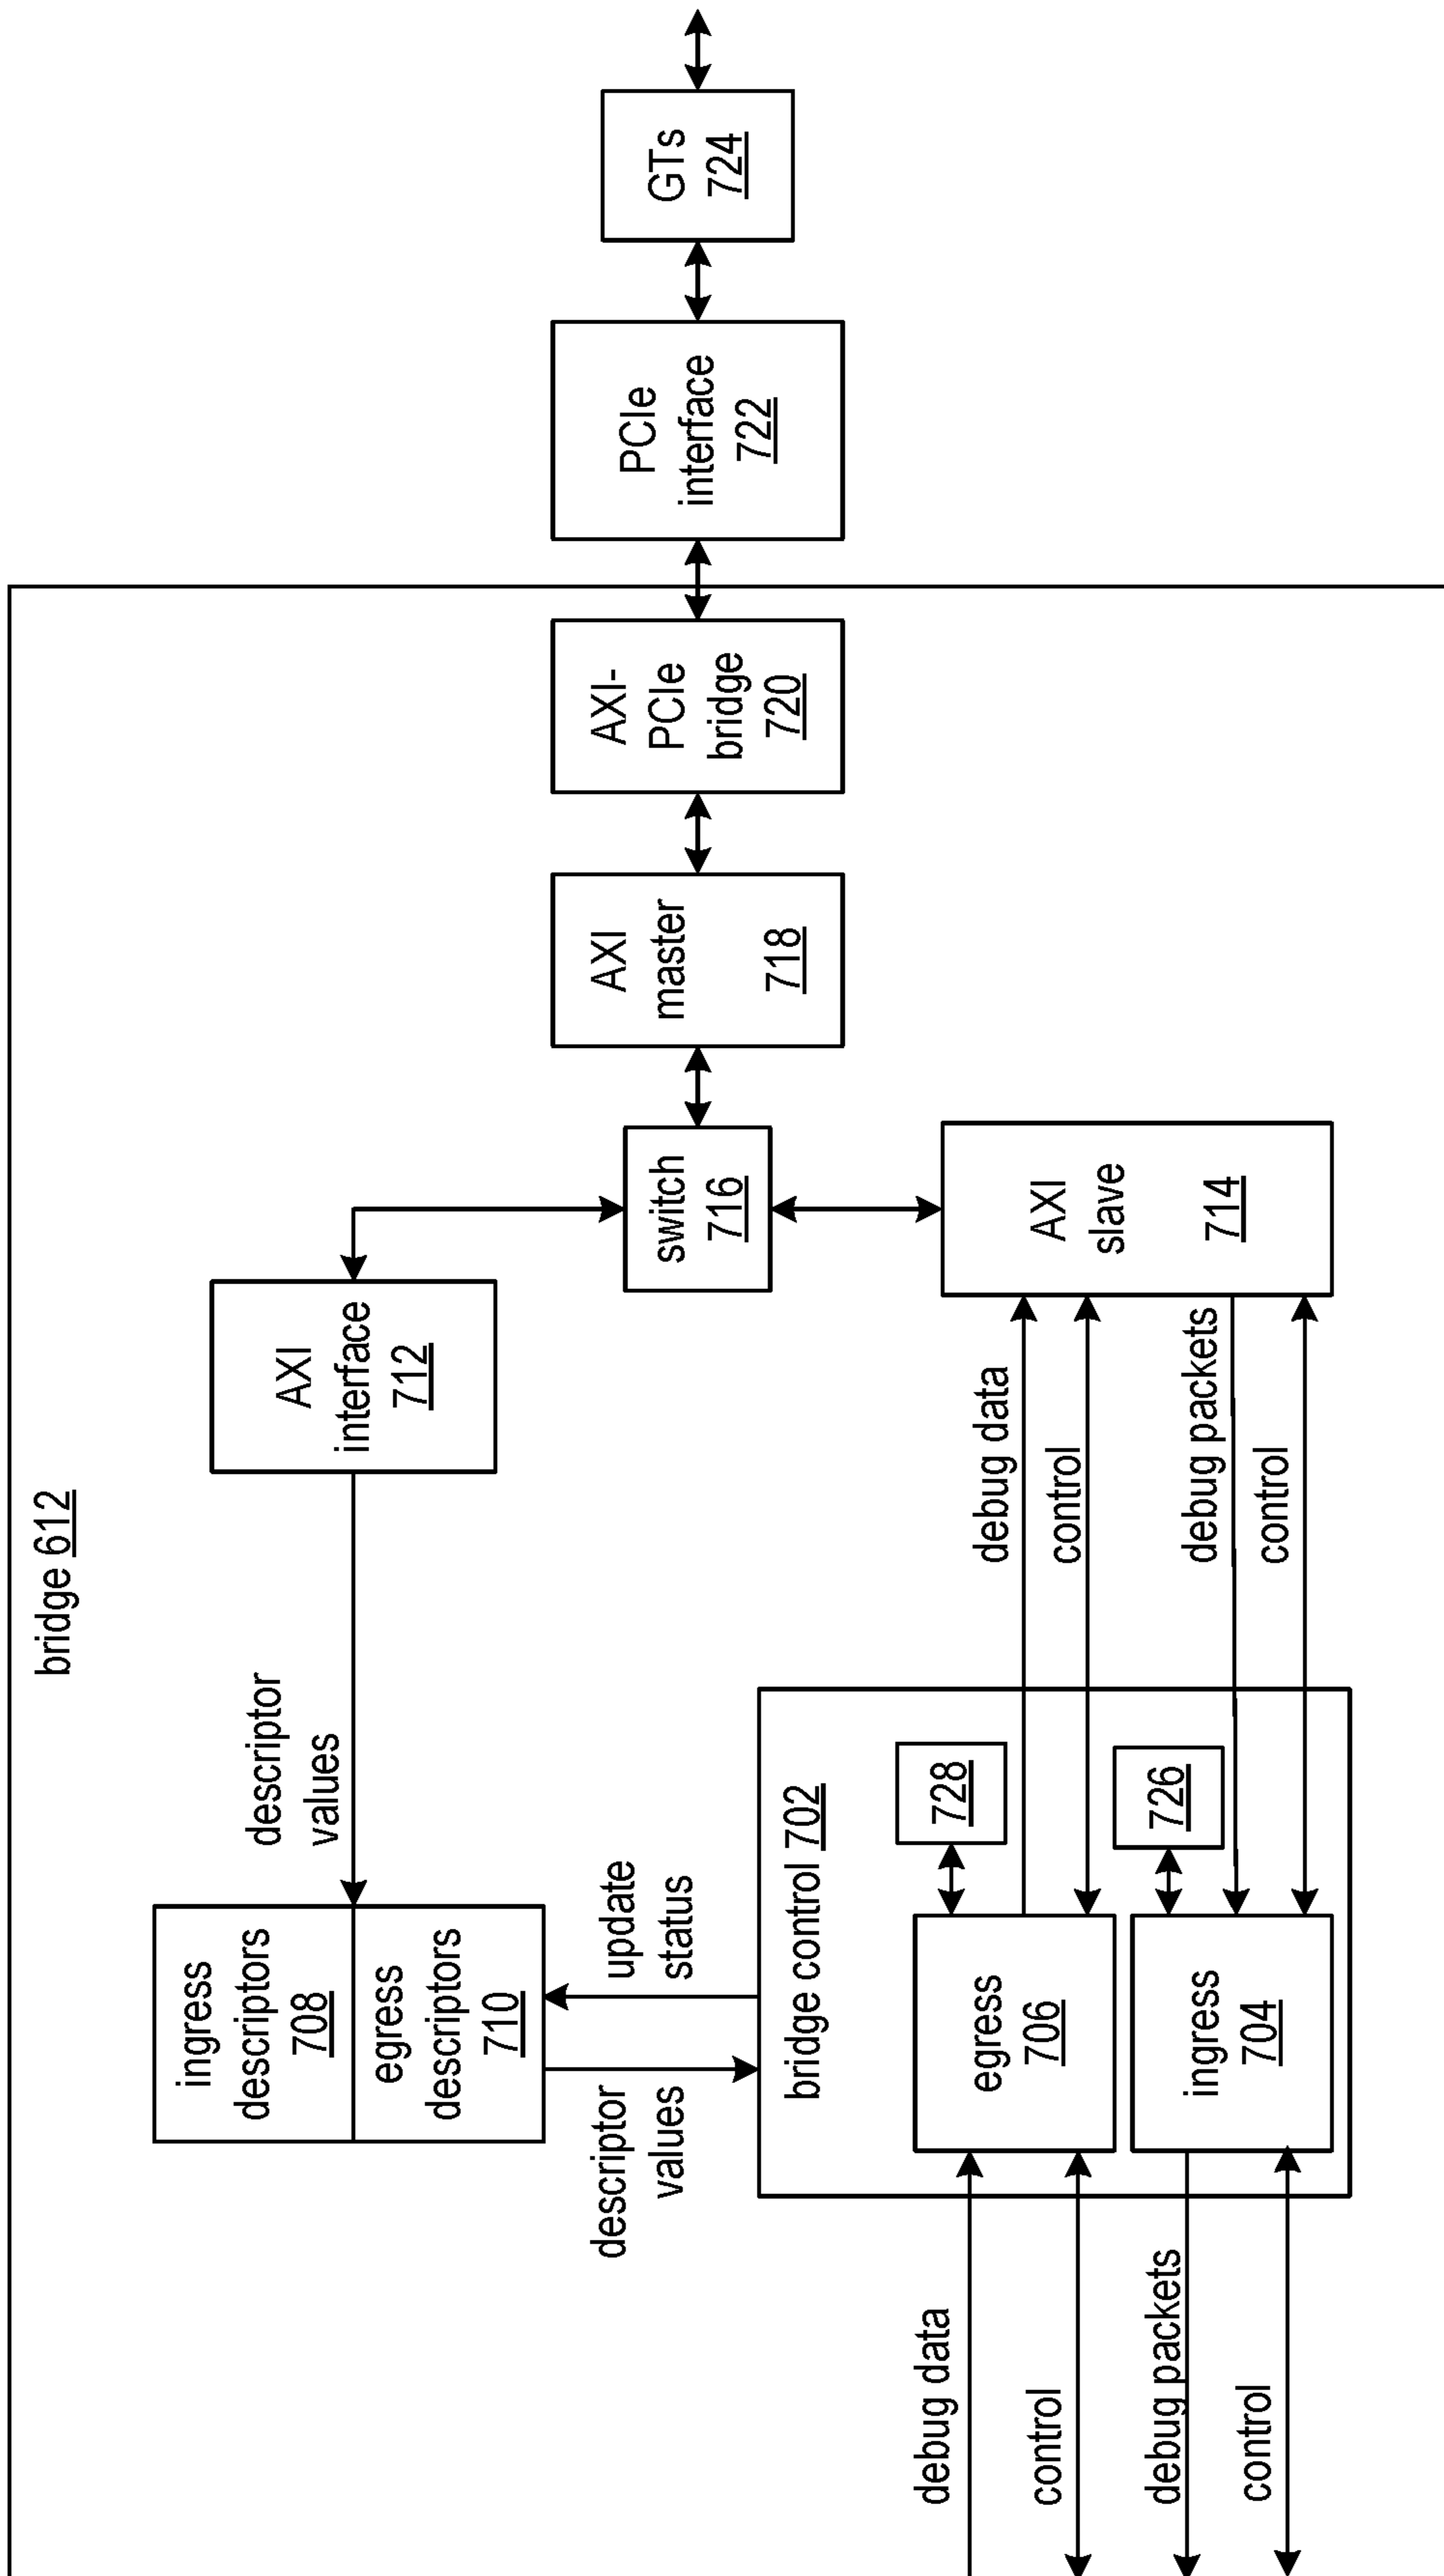 bridge 612
ingress
descriptors
708
egress
descriptors
710
descriptor
values
AXI
interface
712
descriptor
values
update
status
switch
716
AXI
master
718
AXI-
PCIe
bridge
720
PCIe
interface
722
GTs
724
bridge control 702
egress
706
728
ingress
704
726
debug data
control
debug packets
control
debug data
control
debug packets
control
AXI
slave
714